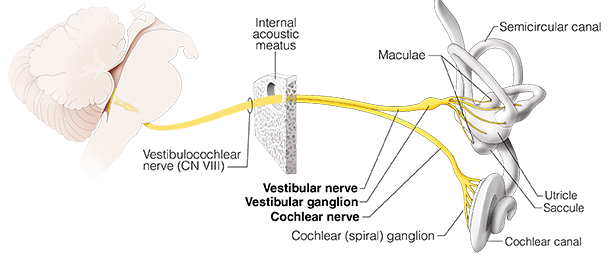 Internal
acoustic
meatus
Semicircular canal
Maculae
Vestibulocochlear
nerve (CN VIII)
Vestibular nerve
Vestibular ganglion
Cochlear nerve
Cochlear (spiral) ganglion
Utricle
Saccule
Cochlear canal